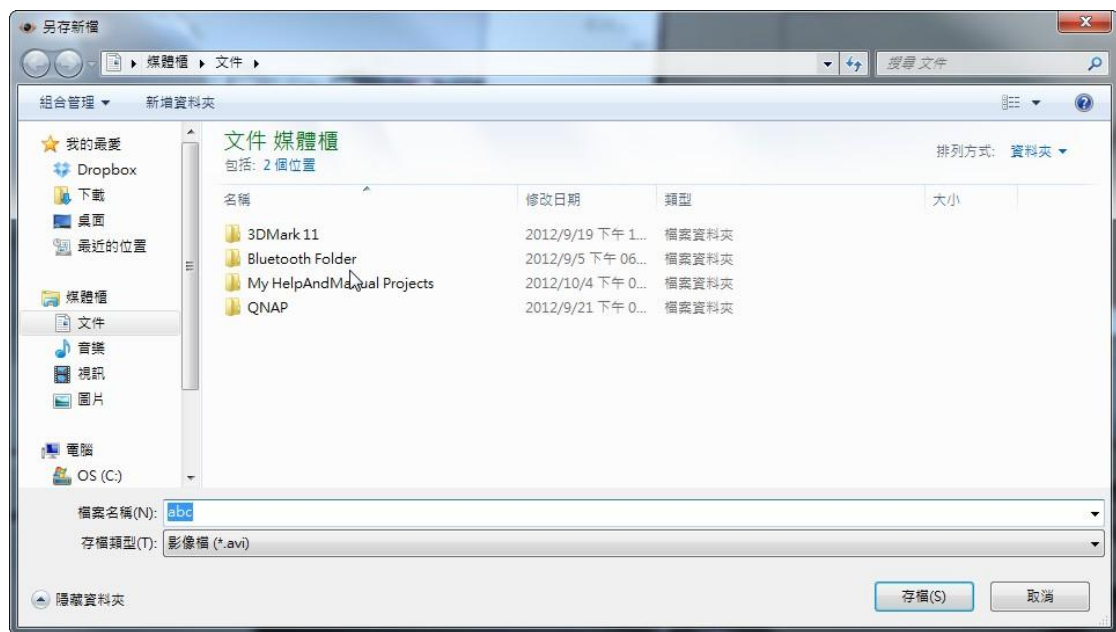 另存新檔
媒體櫃 文件
搜尋 文件
組合管理 新增資料夾
我的最愛
Dropbox
下載
桌面
最近的位置
媒體櫃
文件
音樂
視訊
圖片
電腦
OS (C:)
文件 媒體櫃
包括: 2 個位置
排列方式: 資料夾
名稱 修改日期 類型 大小
3DMark 11 2012/9/19 下午 1... 檔案資料夾
Bluetooth Folder 2012/9/5 下午 06... 檔案資料夾
My HelpAndManual Projects 2012/10/4 下午 0... 檔案資料夾
QNAP 2012/9/21 下午 0... 檔案資料夾
檔案名稱(N): abc
存檔類型(T): 影像檔 (*.avi)
隱藏資料夾
存檔(S) 取消